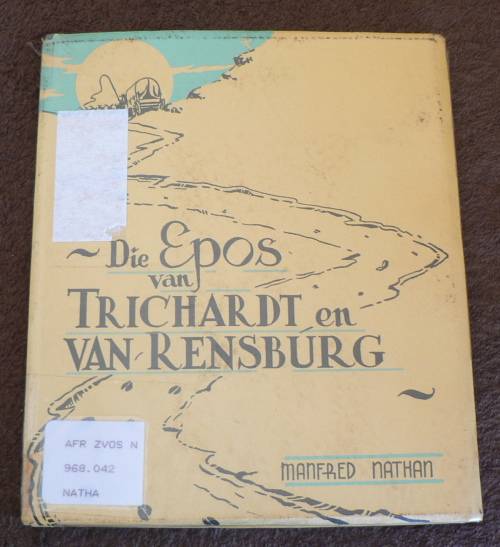 ~ Die Epos
van
TRICHARDT en
VAN RENSBURG
~
MANFRED NATHAN
AFR ZVOS N
968.042
NATHA